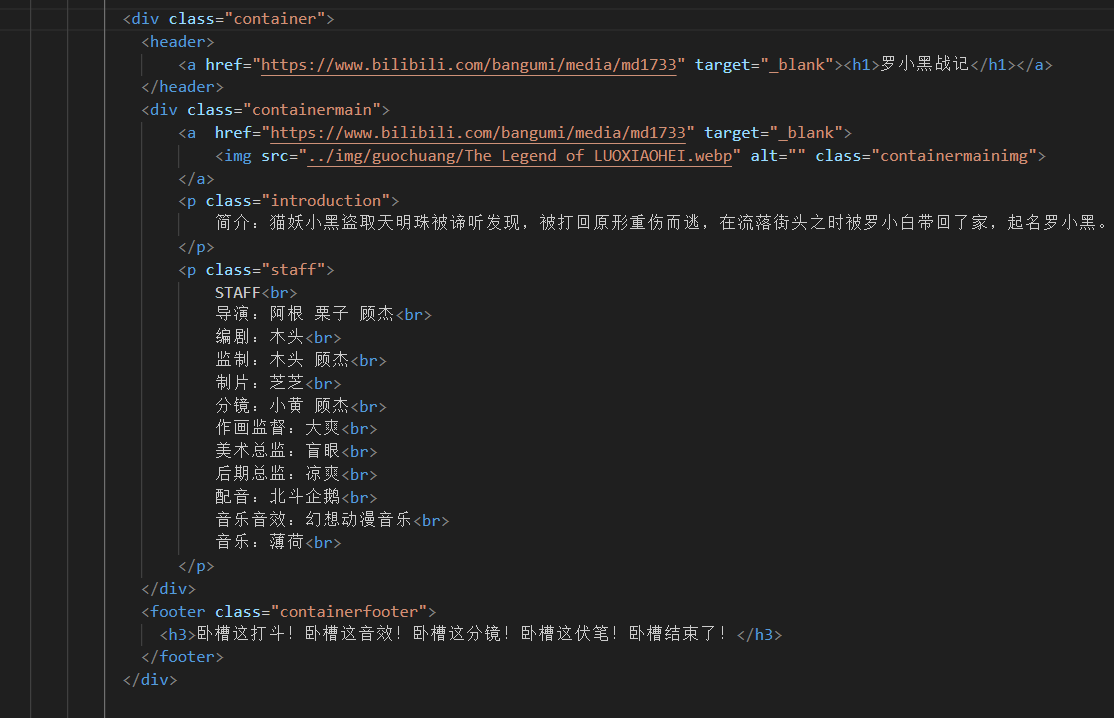 <div class="container">
<header>
<a href="https://www.bilibili.com/bangumi/media/md1733" target="_blank"><h1>罗小黑战记</h1></a>
</header>
<div class="containermain">
<a  href="https://www.bilibili.com/bangumi/media/md1733" target="_blank">
<img src="../img/guochuang/The Legend of LUOXIAOHEI.webp" alt="" class="containermainimg">
</a>
<p class="introduction">
简介：猫妖小黑盗取天明珠被谛听发现，被打回原形重伤而逃，在流落街头之时被罗小白带回了家，起名罗小黑。
</p>
<p class="staff">
STAFF<br>
导演：阿根 栗子 顾杰<br>
编剧：木头<br>
监制：木头 顾杰<br>
制片：芝芝<br>
分镜：小黄 顾杰<br>
作画监督：大爽<br>
美术总监：盲眼<br>
后期总监：凉爽<br>
配音：北斗企鹅<br>
音乐音效：幻想动漫音乐<br>
音乐：薄荷<br>
</p>
</div>
<footer class="containerfooter">
<h3>卧槽这打斗！卧槽这音效！卧槽这分镜！卧槽这伏笔！卧槽结束了！</h3>
</footer>
</div>